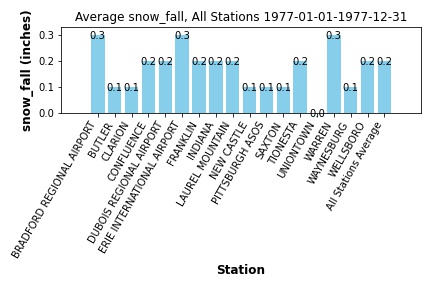 Average snow_fall, All Stations 1977-01-01-1977-12-31
snow_fall (inches)
0.3
0.2
0.1
0.0
0.3 0.1 0.1 0.2 0.2 0.3 0.2 0.2 0.2 0.1 0.1 0.1 0.2 0.0 0.3 0.1 0.2 0.2
BRADFORD REGIONAL AIRPORT
BUTLER
CLARION
CONFLUENCE
DUBOIS REGIONAL AIRPORT
ERIE INTERNATIONAL AIRPORT
FRANKLIN
INDIANA
LAUREL MOUNTAIN
NEW CASTLE
PITTSBURGH ASOS
SAXTON
TIONESTA
UNIONTOWN
WARREN
WAYNESBURG
WELLSBORO
All Stations Average
Station